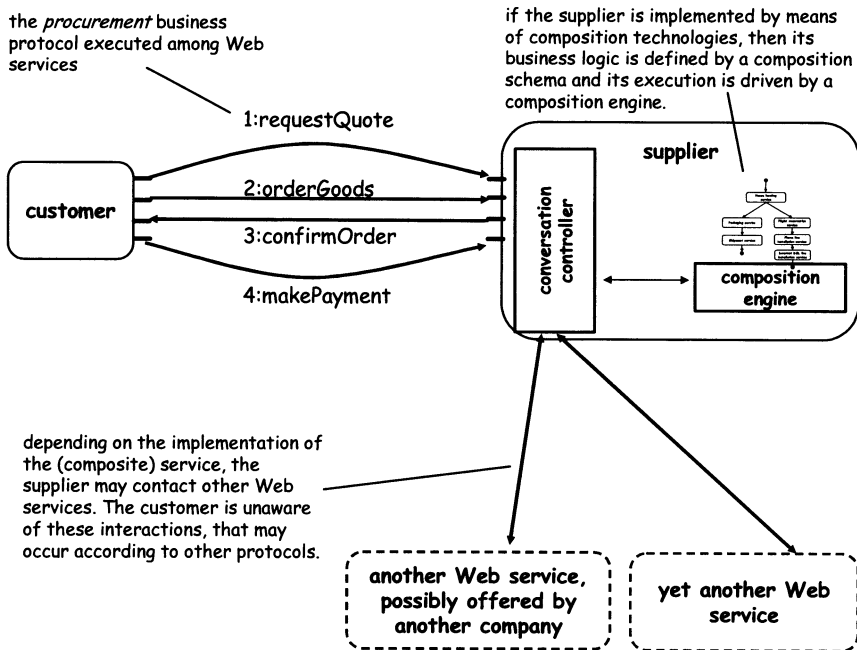 the procurement business
protocol executed among Web
services
if the supplier is implemented by means
of composition technologies, then its
business logic is defined by a composition
schema and its execution is driven by a
composition engine.
1:requestQuote
2:orderGoods
3:confirmOrder
4:makePayment
customer
supplier
conversation
controller
Packaging service
Shipment service
composition
engine
depending on the implementation of
the (composite) service, the
supplier may contact other Web
services. The customer is unaware
of these interactions, that may
occur according to other protocols.
another Web service,
possibly offered by
another company
yet another Web
service